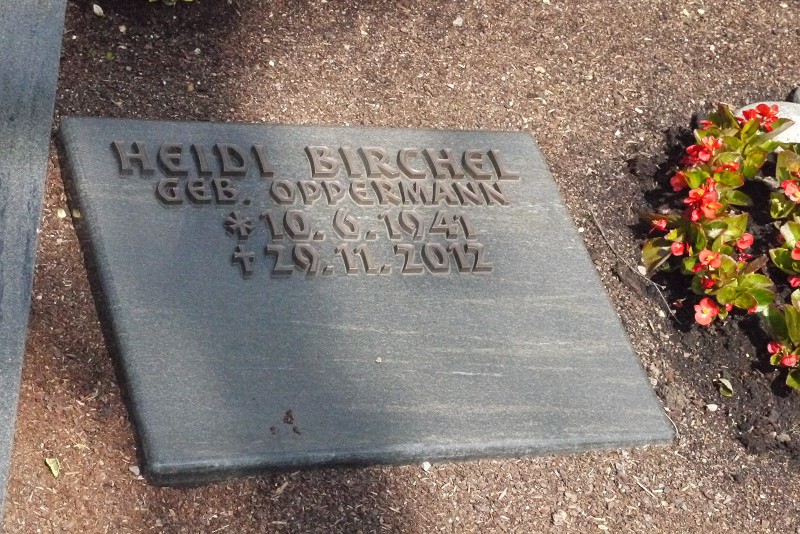 HEIDI BIRCHEL
GEB. OPPERMANN
* 10. 6. 1941
† 29. 11. 2012